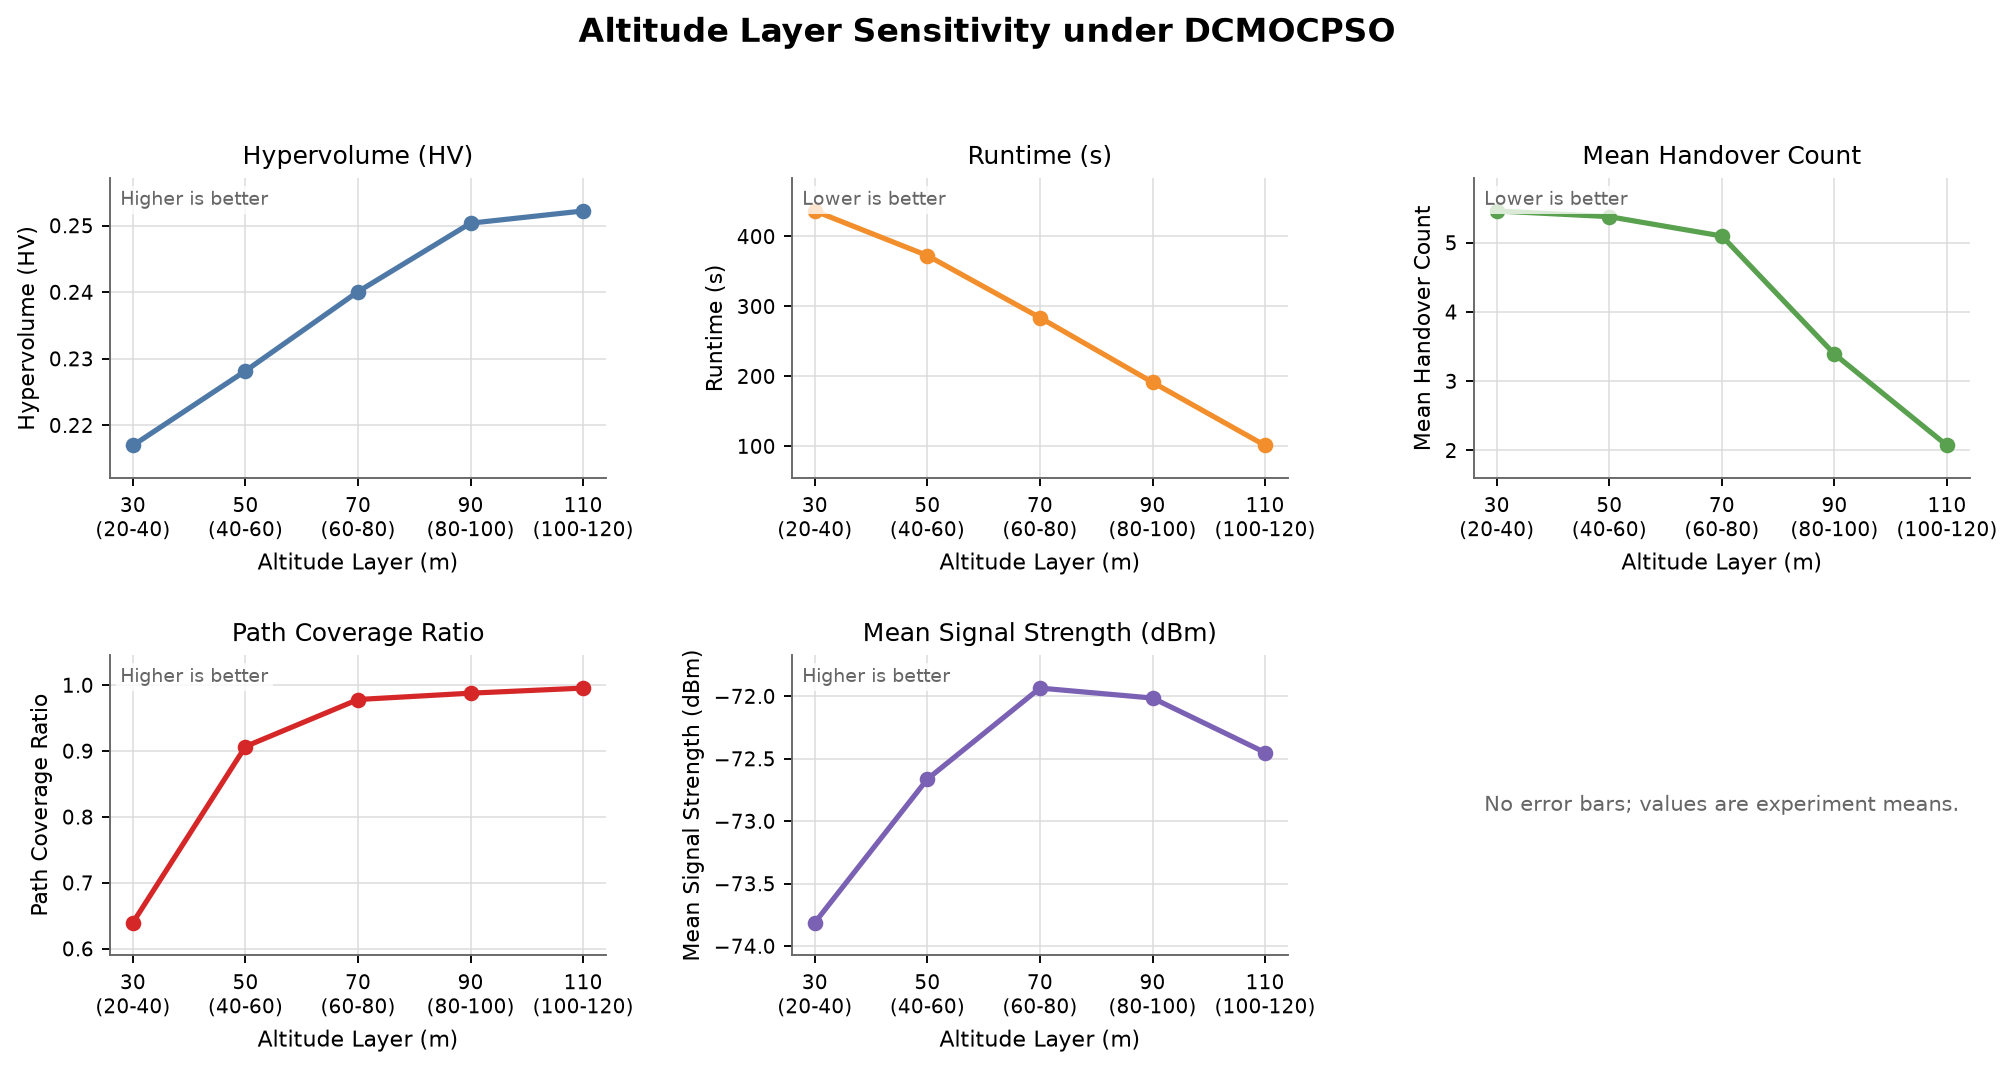 Altitude Layer Sensitivity under DCMOCPSO
Hypervolume (HV)
Higher is better
Hypervolume (HV)
0.25
0.24
0.23
0.22
30 50 70 90 110
(20-40) (40-60) (60-80) (80-100) (100-120)
Altitude Layer (m)
Runtime (s)
Lower is better
Runtime (s)
400
300
200
100
30 50 70 90 110
(20-40) (40-60) (60-80) (80-100) (100-120)
Altitude Layer (m)
Mean Handover Count
Lower is better
Mean Handover Count
5
4
3
2
30 50 70 90 110
(20-40) (40-60) (60-80) (80-100) (100-120)
Altitude Layer (m)
Path Coverage Ratio
Higher is better
Path Coverage Ratio
1.0
0.9
0.8
0.7
0.6
30 50 70 90 110
(20-40) (40-60) (60-80) (80-100) (100-120)
Altitude Layer (m)
Mean Signal Strength (dBm)
Higher is better
Mean Signal Strength (dBm)
−72.0
−72.5
−73.0
−73.5
−74.0
30 50 70 90 110
(20-40) (40-60) (60-80) (80-100) (100-120)
Altitude Layer (m)
No error bars; values are experiment means.